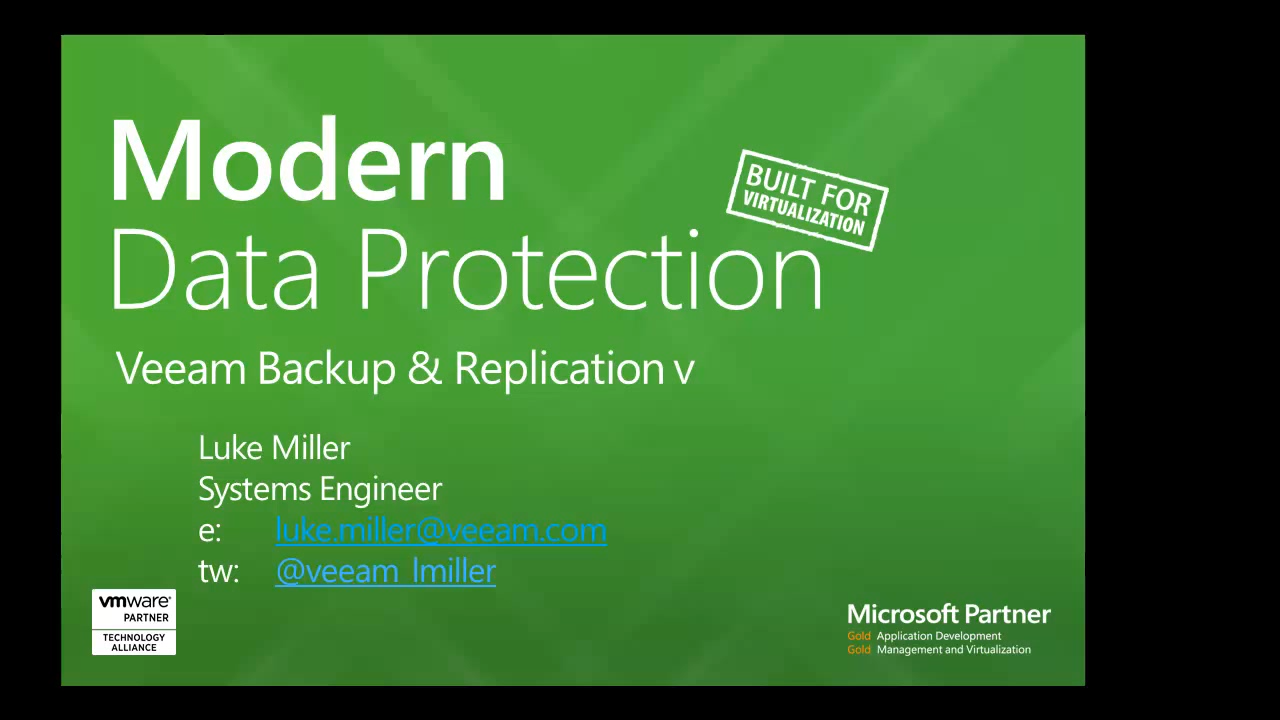 Modern
BUILT FOR
VIRTUALIZATION
Data Protection
Veeam Backup & Replication v
Luke Miller
Systems Engineer
e: luke.miller@veeam.com
tw: @veeam_lmiller
vmware®
PARTNER
TECHNOLOGY
ALLIANCE
Microsoft Partner
Gold Application Development
Gold Management and Virtualization